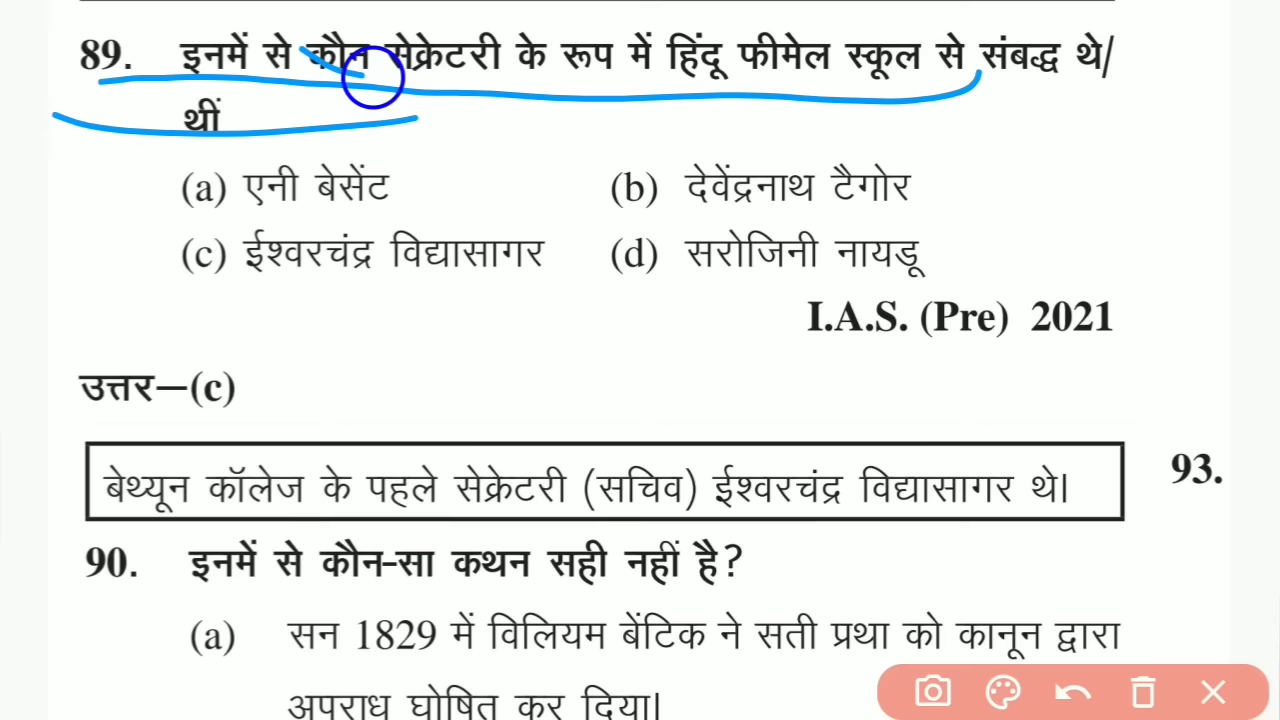 89. इनमें से कौन सेक्रेटरी के रूप में हिंदू फीमेल स्कूल से संबद्ध थे/
थीं
(a) एनी बेसेंट (b) देवेंद्रनाथ टैगोर
(c) ईश्वरचंद्र विद्यासागर (d) सरोजिनी नायडू
I.A.S. (Pre) 2021
उत्तर—(c)
बेथ्यून कॉलेज के पहले सेक्रेटरी (सचिव) ईश्वरचंद्र विद्यासागर थे।
93.
90. इनमें से कौन-सा कथन सही नहीं है?
(a) सन 1829 में विलियम बेंटिक ने सती प्रथा को कानून द्वारा
अपराध घोषित कर दिया।